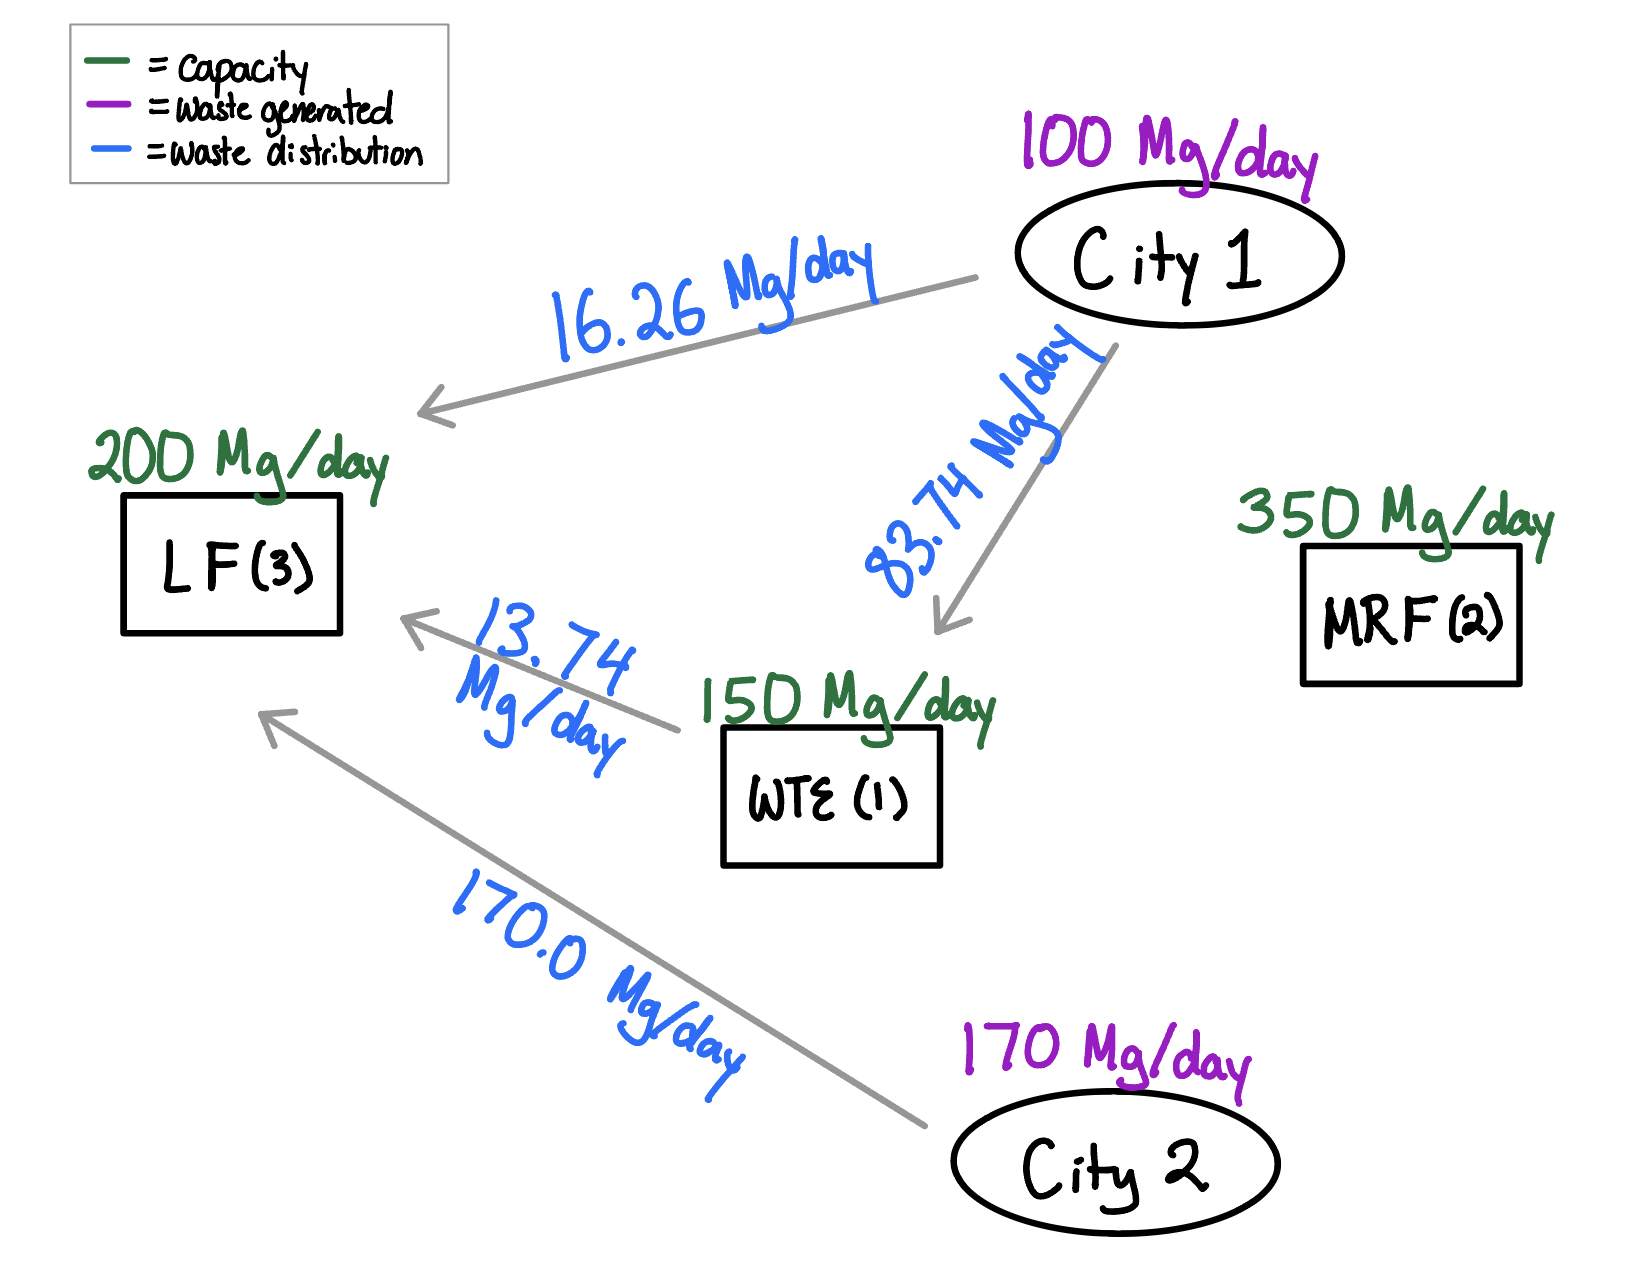 = Capacity
= Waste generated
= Waste distribution
100 Mg/day
City 1
16.26 Mg/day
83.74 Mg/day
200 Mg/day
LF (3)
350 Mg/day
MRF (2)
13.74
Mg/day
150 Mg/day
WTE (1)
170.0 Mg/day
170 Mg/day
City 2